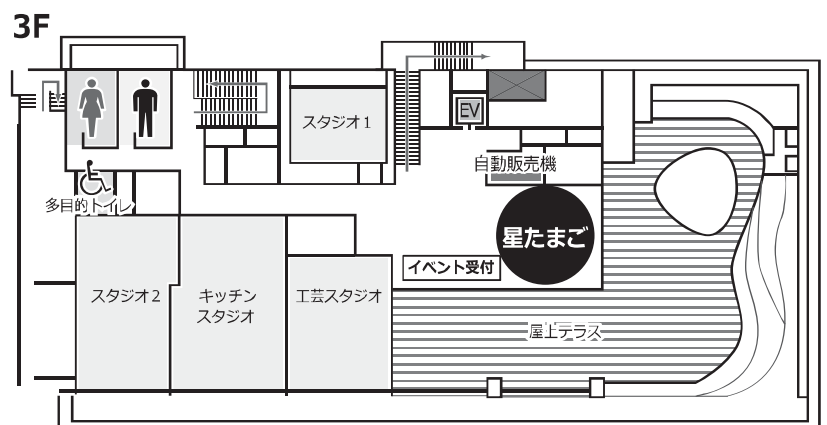 3F
スタジオ1
EV
自動販売機
多目的トイレ
星たまご
イベント受付
スタジオ2
キッチン
スタジオ
工芸スタジオ
屋上テラス